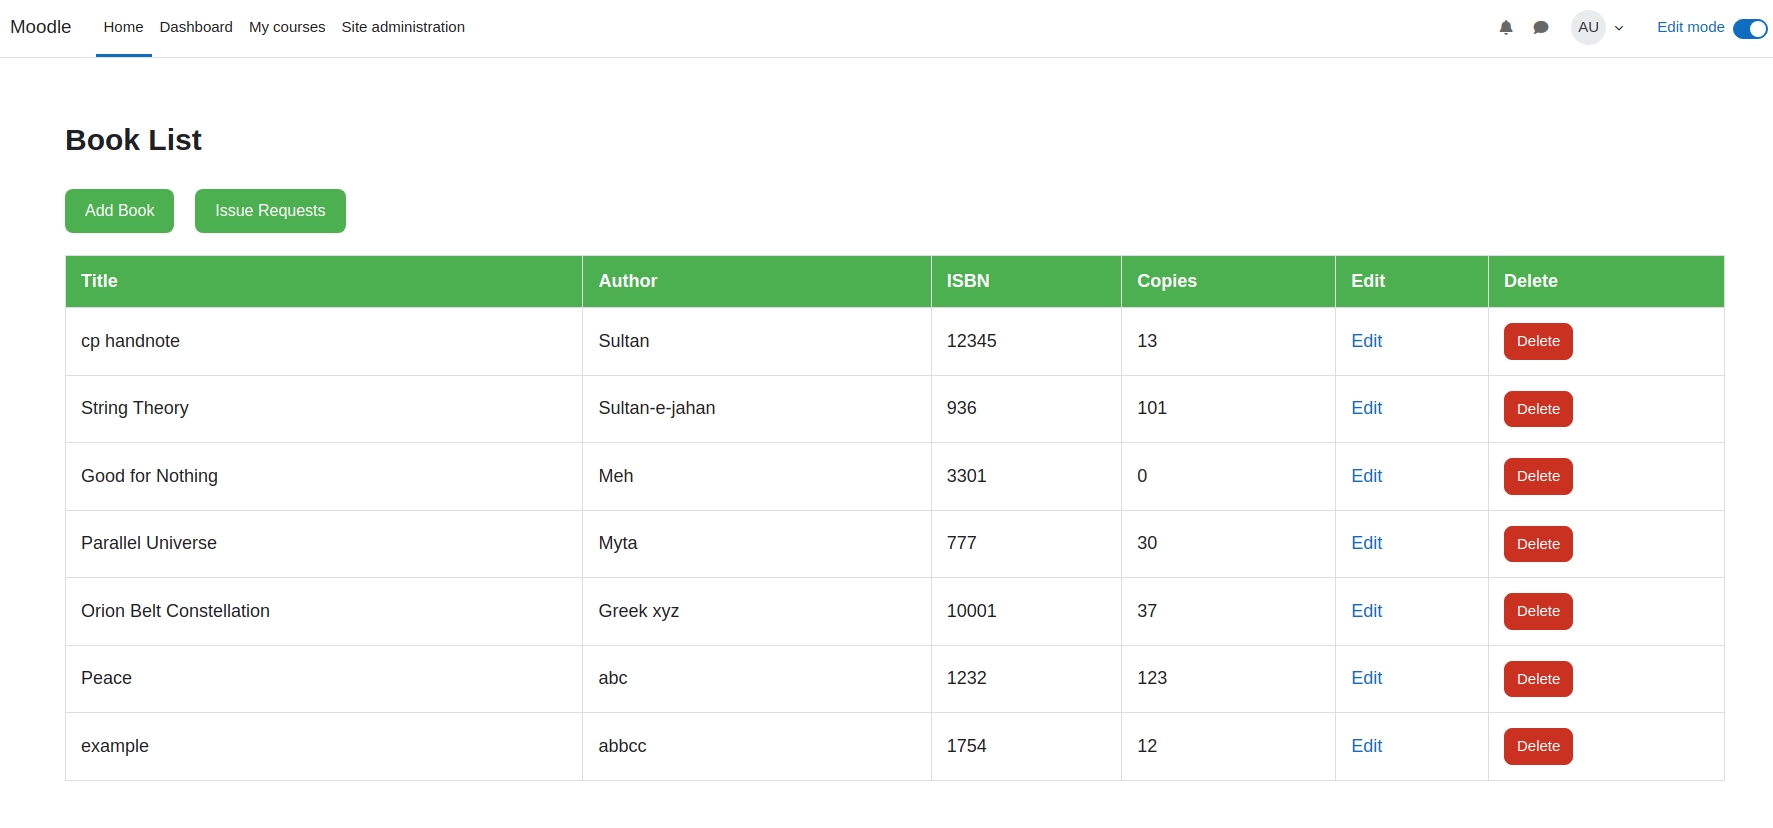 Moodle Home Dashboard My courses Site administration AU Edit mode
Book List
Add Book Issue Requests
Title Author ISBN Copies Edit Delete
cp handnote Sultan 12345 13 Edit Delete
String Theory Sultan-e-jahan 936 101 Edit Delete
Good for Nothing Meh 3301 0 Edit Delete
Parallel Universe Myta 777 30 Edit Delete
Orion Belt Constellation Greek xyz 10001 37 Edit Delete
Peace abc 1232 123 Edit Delete
example abbcc 1754 12 Edit Delete